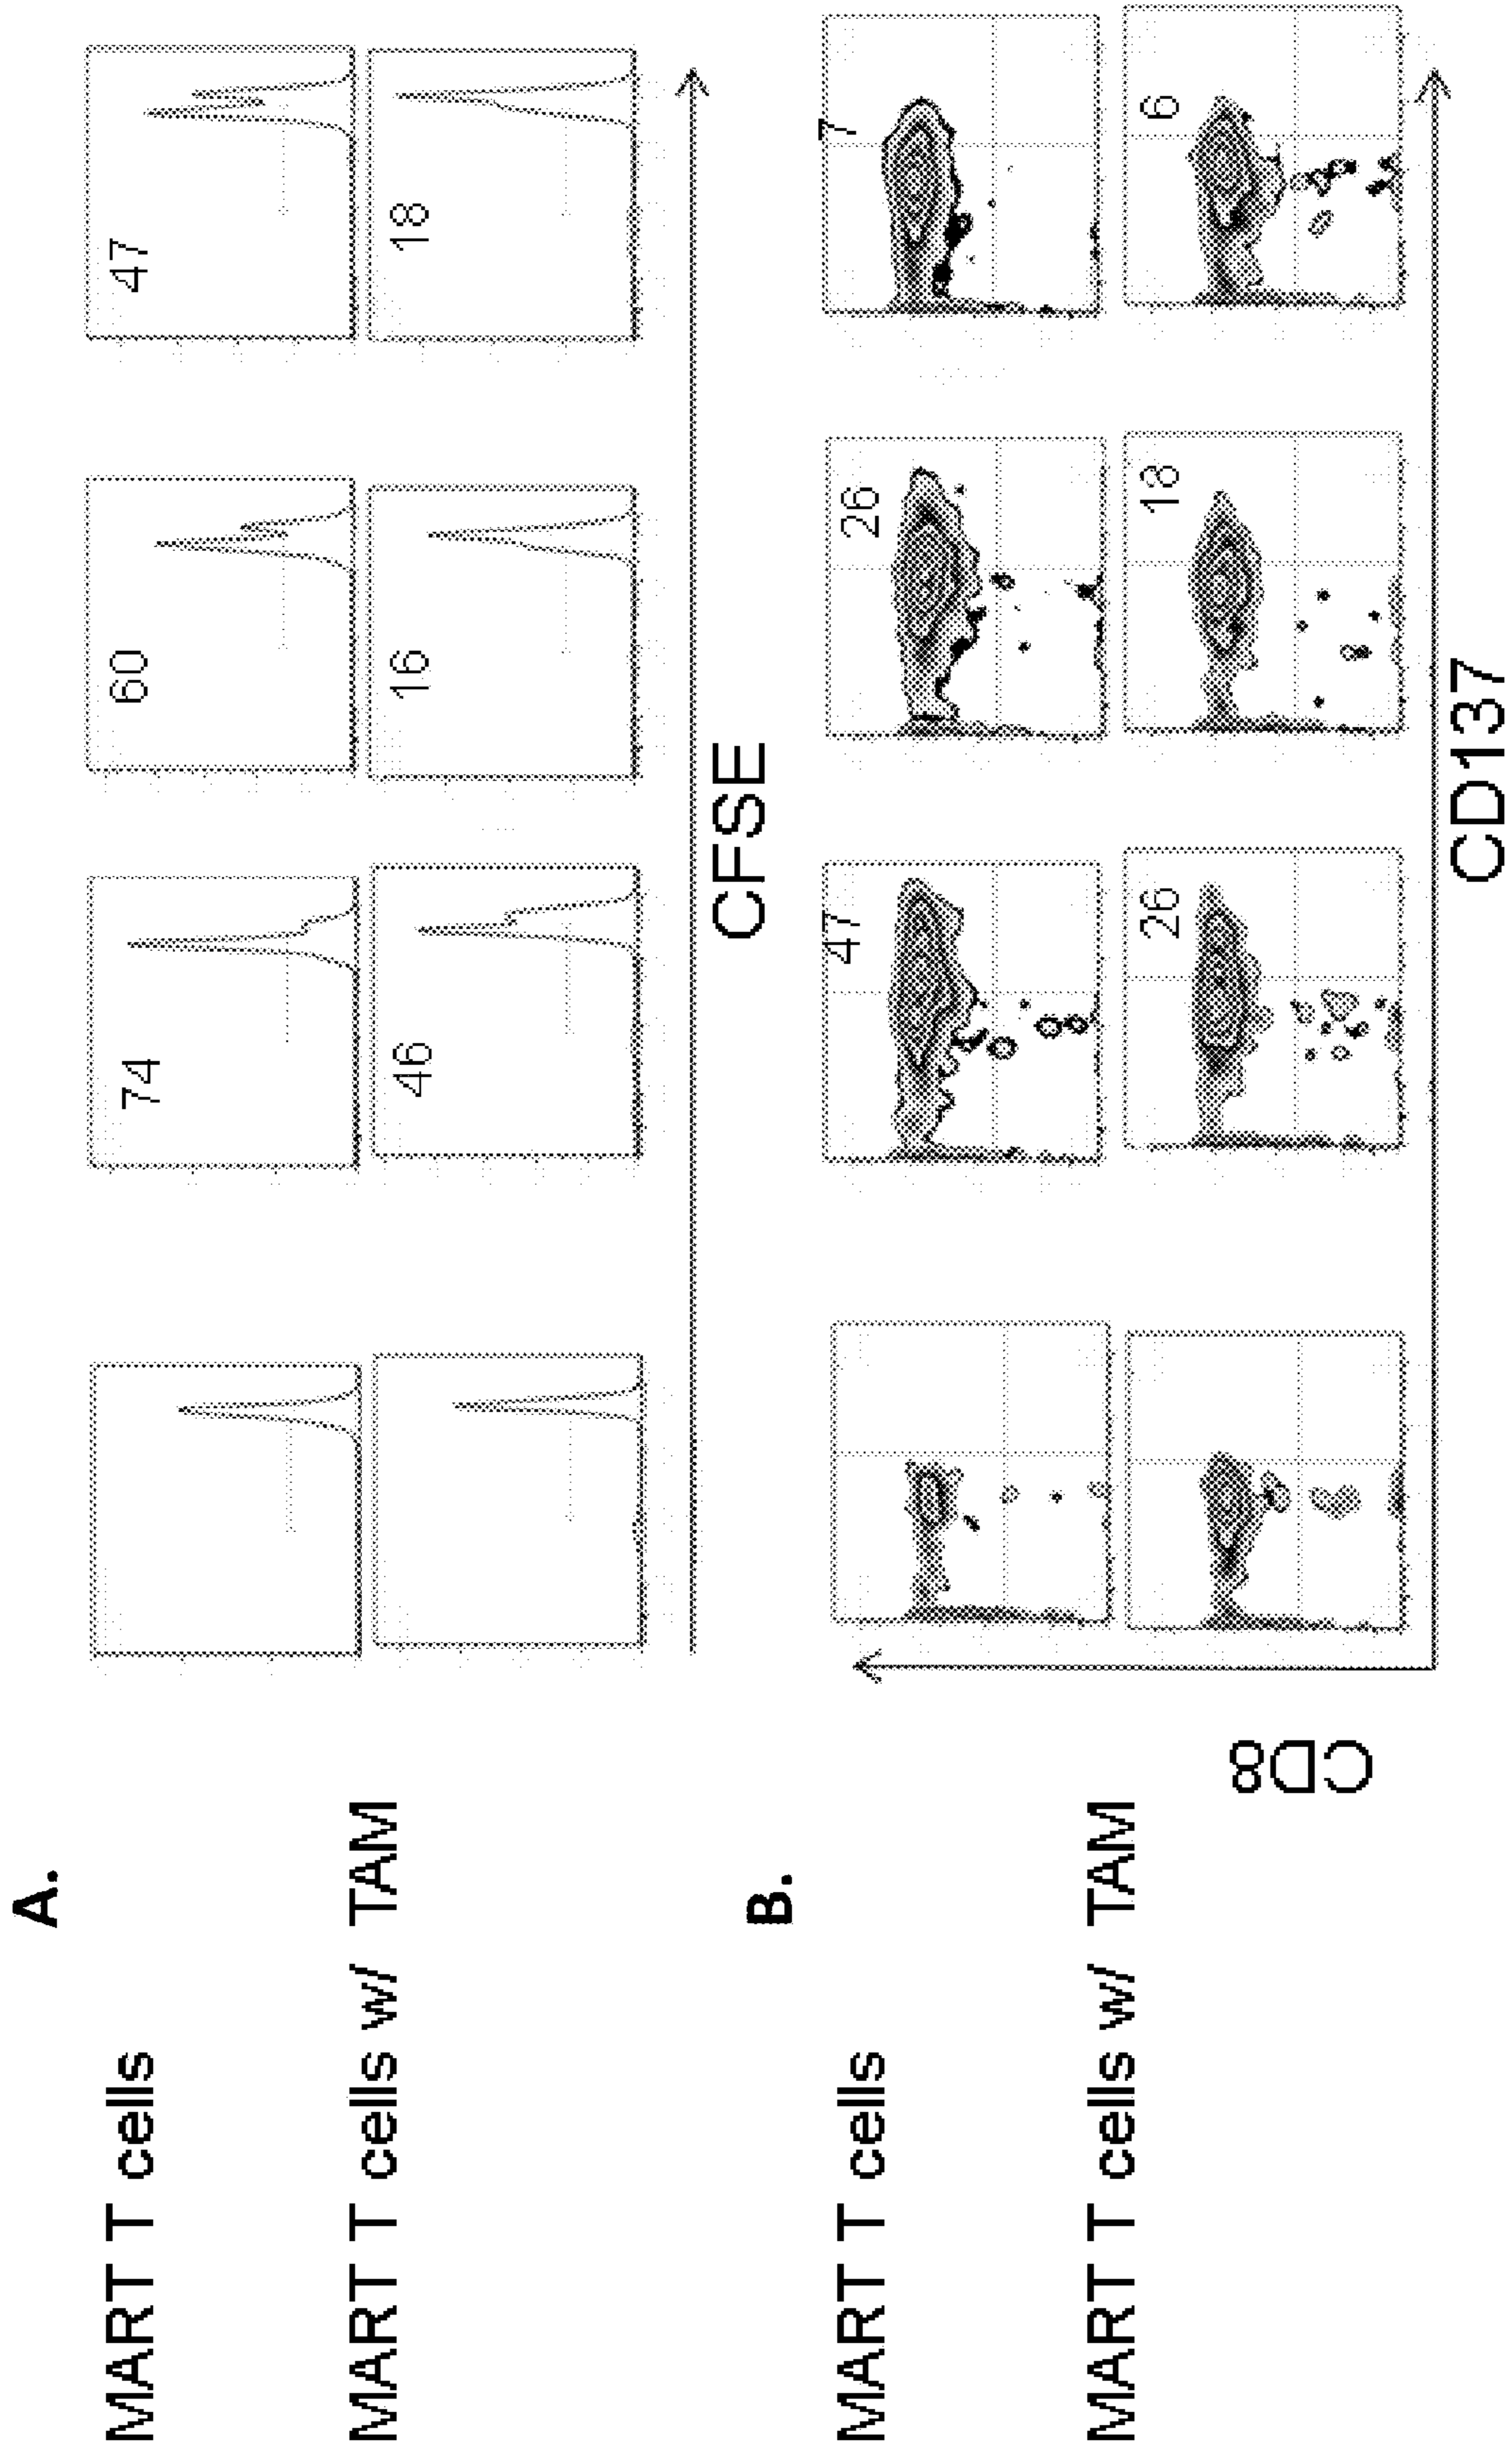 A.
MART T cells
74
60
47
MART T cells w/ TAM
46
16
18
CFSE
B.
MART T cells
47
26
7
MART T cells w/ TAM
26
18
6
CD8
CD137